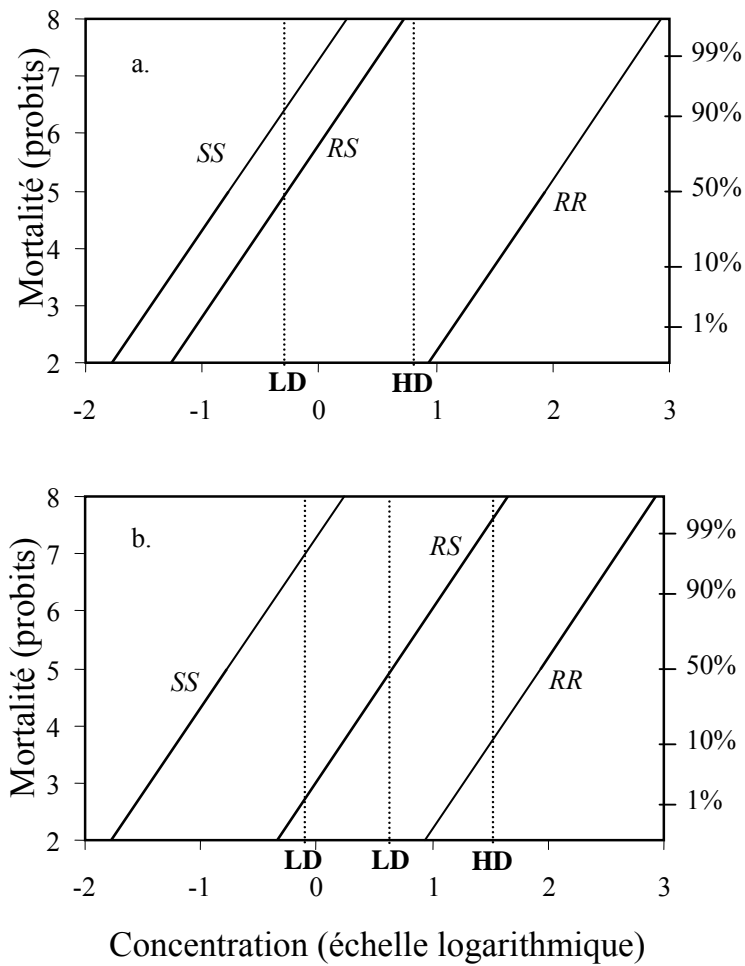 8
7
6
5
4
3
2
Mortalité (probits)
a.
SS
RS
RR
99%
90%
50%
10%
1%
LD HD
-2 -1 0 1 2 3
8
7
6
5
4
3
2
Mortalité (probits)
b.
SS
RS
RR
99%
90%
50%
10%
1%
LD LD HD
-2 -1 0 1 2 3
Concentration (échelle logarithmique)